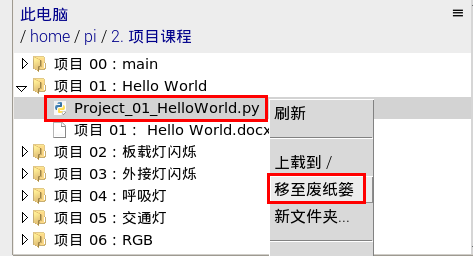 此电脑
/ home / pi / 2. 项目课程
项目 00：main
项目 01：Hello World
Project_01_HelloWorld.py
项目 01： Hello World.docx
项目 02：板载灯闪烁
项目 03：外接灯闪烁
项目 04：呼吸灯
项目 05：交通灯
项目 06：RGB
刷新
上载到 /
移至废纸篓
新文件夹...